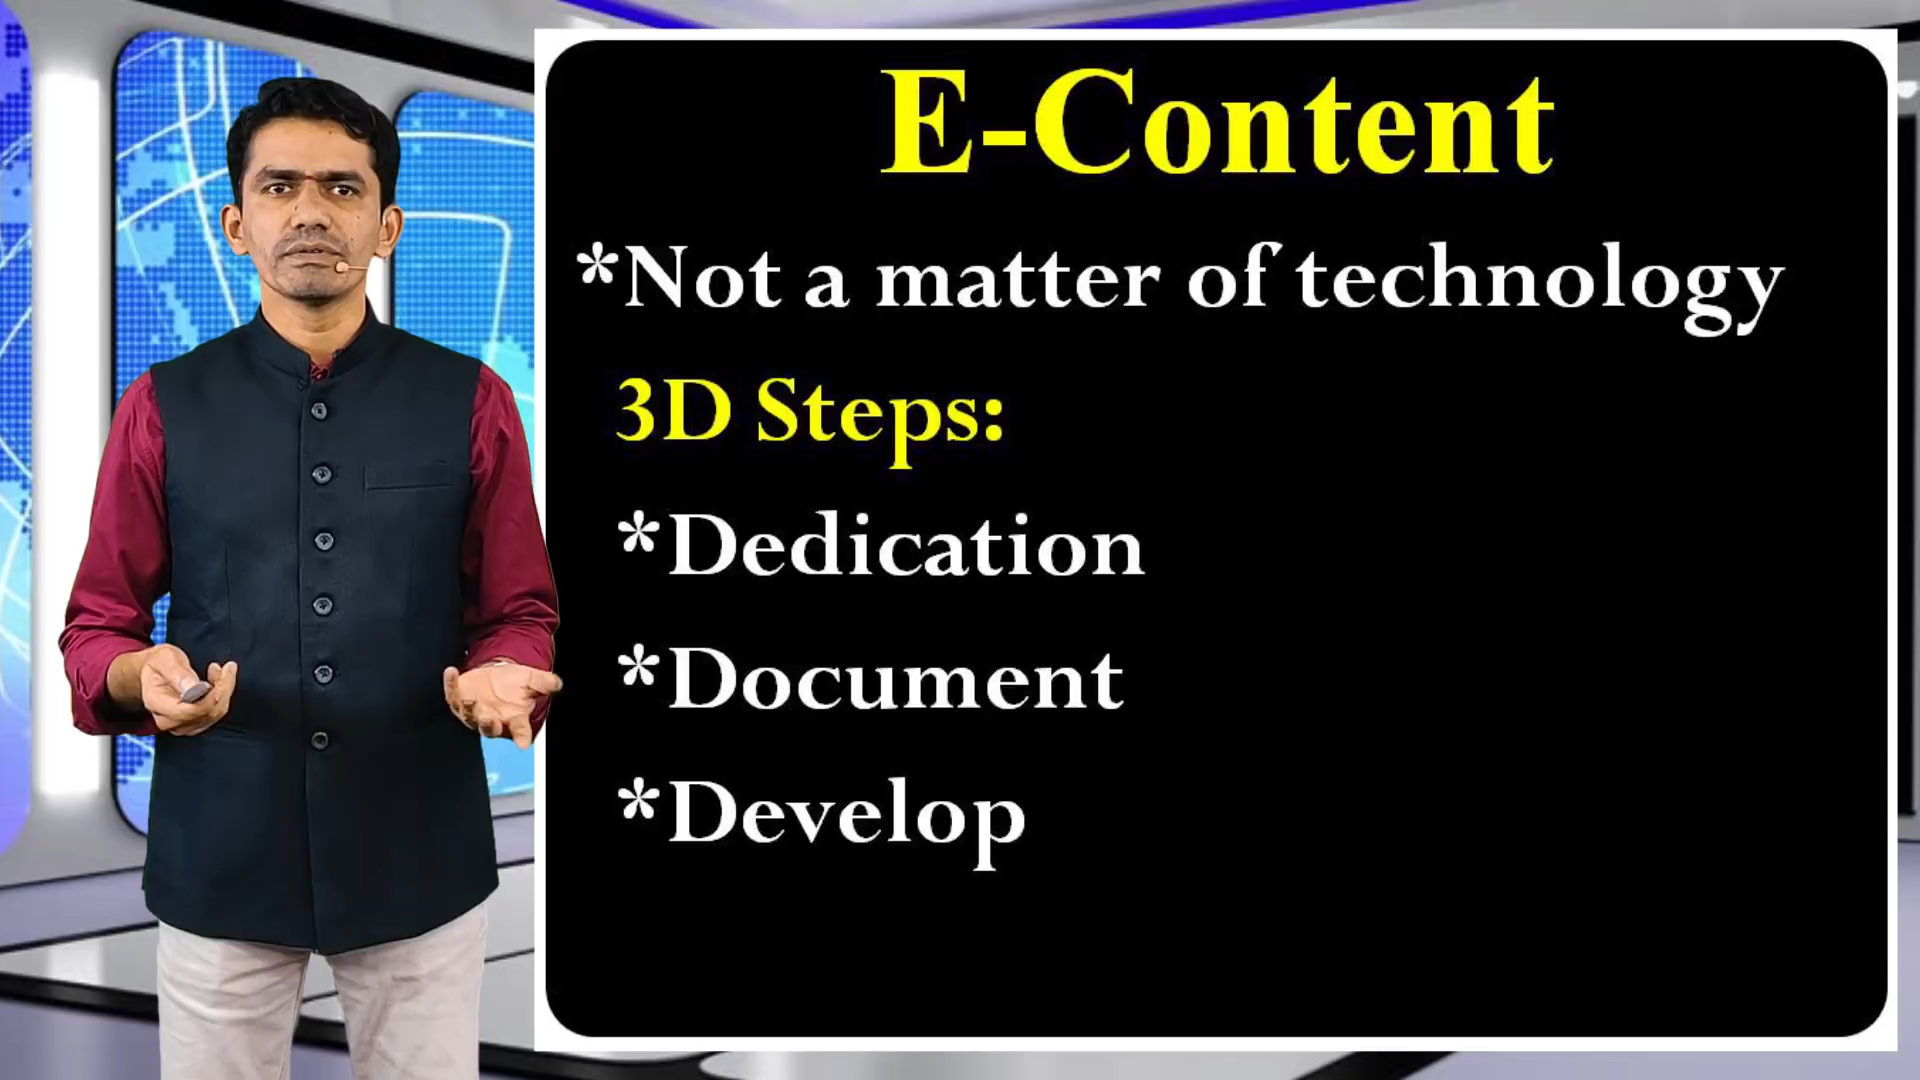 E-Content
*Not a matter of technology
3D Steps:
*Dedication
*Document
*Develop